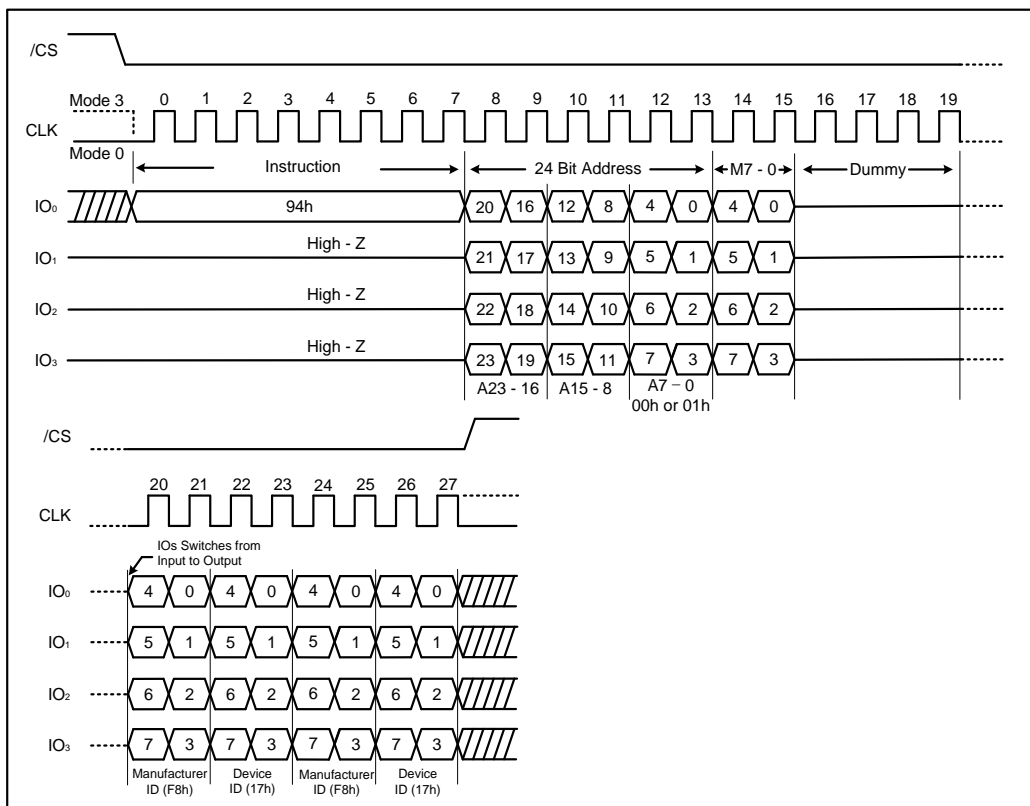 /CS
Mode 3 0 1 2 3 4 5 6 7 8 9 10 11 12 13 14 15 16 17 18 19
CLK
Mode 0
Instruction 24 Bit Address M7 - 0 Dummy
IO₀ 94h 20 16 12 8 4 0 4 0
High - Z
IO₁ 21 17 13 9 5 1 5 1
High - Z
IO₂ 22 18 14 10 6 2 6 2
High - Z
IO₃ 23 19 15 11 7 3 7 3
A23 - 16 A15 - 8 A7 – 0
00h or 01h
/CS
20 21 22 23 24 25 26 27
CLK
IOs Switches from
Input to Output
IO₀ 4 0 4 0 4 0 4 0
IO₁ 5 1 5 1 5 1 5 1
IO₂ 6 2 6 2 6 2 6 2
IO₃ 7 3 7 3 7 3 7 3
Manufacturer Device Manufacturer Device
ID (F8h) ID (17h) ID (F8h) ID (17h)